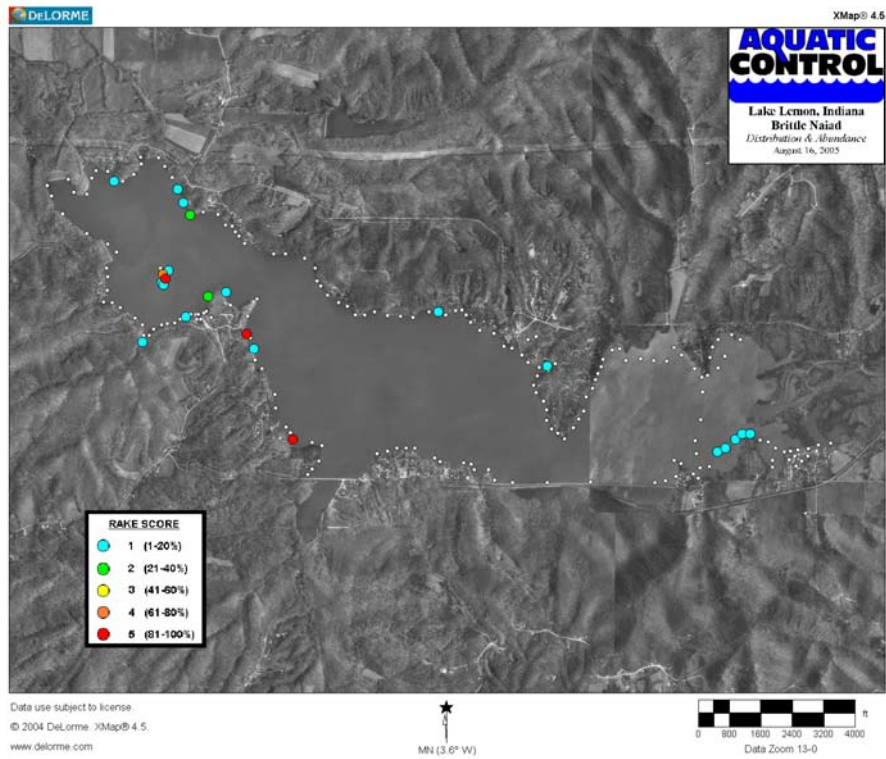 DELORME
XMap® 4.5
AQUATIC
CONTROL
Lake Lemon, Indiana
Brittle Naiad
Distribution & Abundance
August 16, 2005
RAKE SCORE
1 (1-20%)
2 (21-40%)
3 (41-60%)
4 (61-80%)
5 (81-100%)
Data use subject to license.
© 2004 DeLorme. XMap® 4.5.
www.delorme.com
MN (3.6° W)
ft
0 800 1600 2400 3200 4000
Data Zoom 13-0